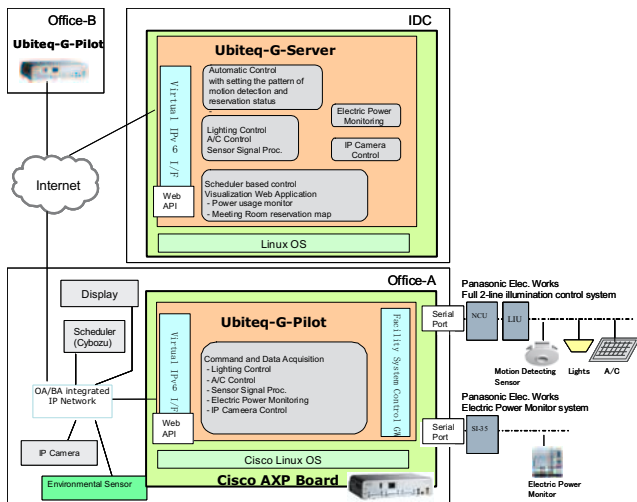 Office-B
Ubiteq-G-Pilot
IDC
Ubiteq-G-Server
Virtual IPv6 I/F
Web
API
Automatic Control
with setting the pattern of
motion detection and
reservation status
-
Lighting Control
A/C Control
Sensor Signal Proc.
Electric Power
Monitoring
IP Camera
Control
Scheduler based control
Visualization Web Application
- Power usage monitor
- Meeting Room reservation map
Linux OS
Internet
Office-A
Display
Scheduler
(Cybozu)
OA/BA integrated
IP Network
IP Camera
Environmental Sensor
Ubiteq-G-Pilot
Virtual IPv6 I/F
Web
API
Command and Data Acquisition
- Lighting Control
- A/C Control
- Sensor Signal Proc.
- Electric Power Monitoring
- IP Cameera Control
Facility System Control GW
Cisco Linux OS
Cisco AXP Board
Serial
Port
Panasonic Elec. Works
Full 2-line illumination control system
NCU
LIU
Motion Detecting
Sensor
Lights
A/C
Serial
Port
Panasonic Elec. Works
Electric Power Monitor system
SI-35
Electric Power
Monitor